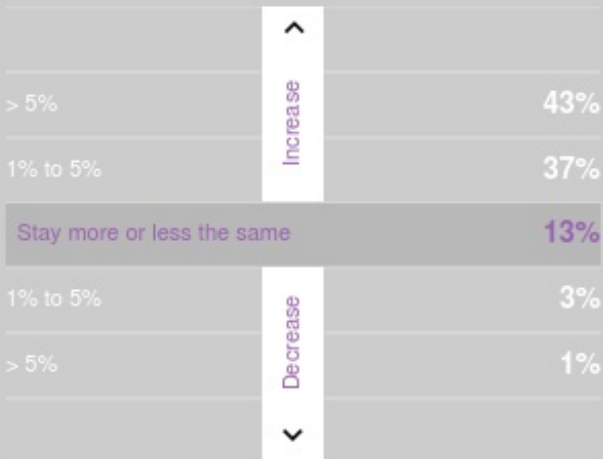 > 5% 43%
Increase
1% to 5% 37%
Stay more or less the same 13%
1% to 5% 3%
Decrease
> 5% 1%